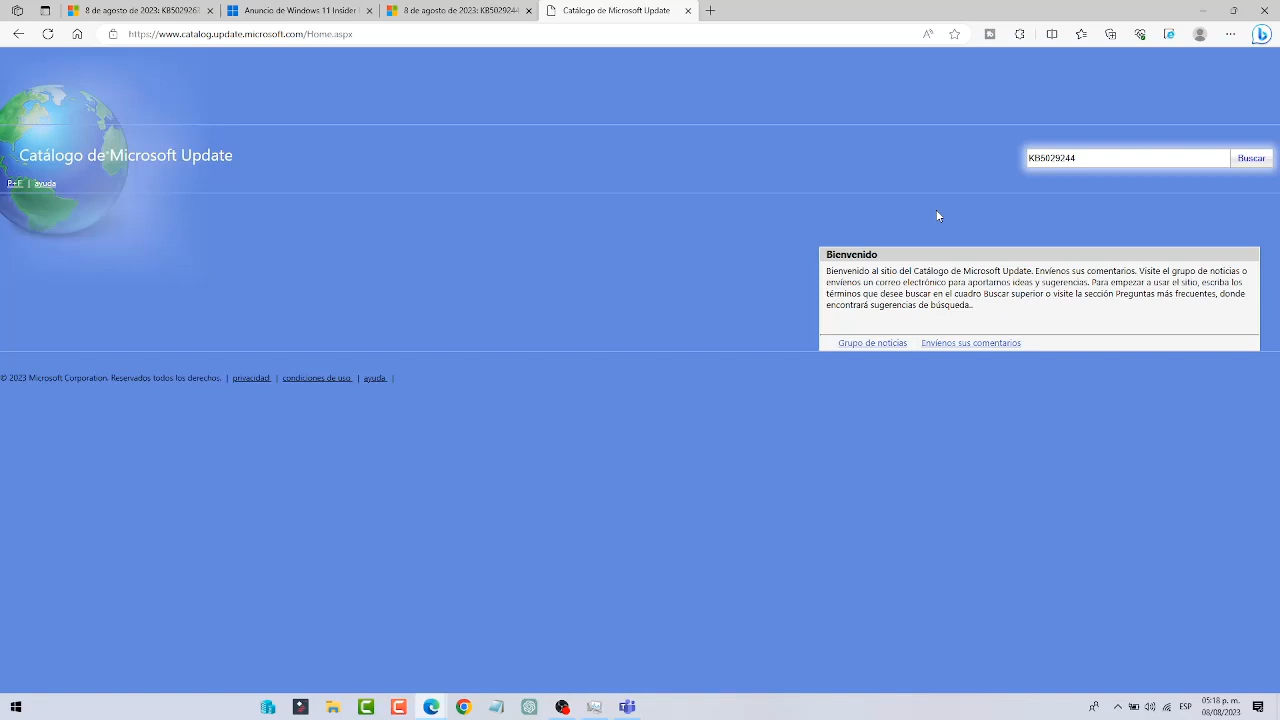 8 de agosto de 2023: KB502926
Anuncio de Windows 11 Insider
8 de agosto de 2023: KB5029244
Catálogo de Microsoft Update
https://www.catalog.update.microsoft.com/Home.aspx
Catálogo de Microsoft Update
KB5029244
Buscar
P+F | ayuda
Bienvenido
Bienvenido al sitio del Catálogo de Microsoft Update. Envíenos sus comentarios. Visite el grupo de noticias o
envíenos un correo electrónico para aportarnos ideas y sugerencias. Para empezar a usar el sitio, escriba los
términos que desee buscar en el cuadro Buscar superior o visite la sección Preguntas más frecuentes, donde
encontrará sugerencias de búsqueda..
Grupo de noticias Envíenos sus comentarios
© 2023 Microsoft Corporation. Reservados todos los derechos. | privacidad | condiciones de uso | ayuda |
ESP
05:18 p. m.
08/08/2023